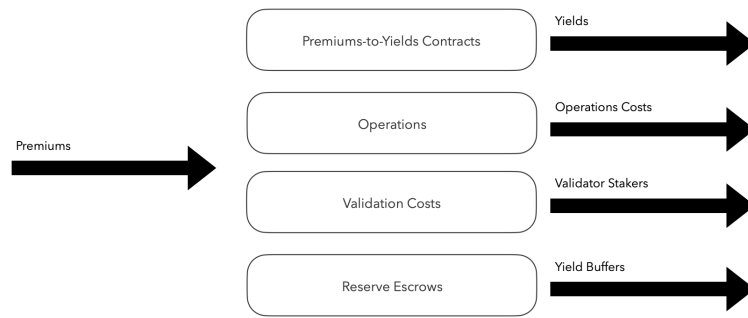 Premiums
Premiums-to-Yields Contracts
Yields
Operations
Operations Costs
Validation Costs
Validator Stakers
Reserve Escrows
Yield Buffers